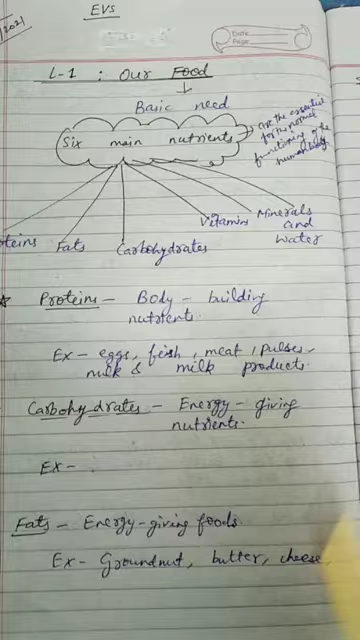 EVS
/2021
Date
Page
L-1 : Our Food
Basic need
Six main nutrients
are the essential
for the normal
functioning of the
human body
Proteins Fats Carbohydrates Vitamins Minerals
and
Water
Proteins - Body - building
nutrients.
Ex - eggs, feish, meat, pulses,
milk & milk products.
Carbohydrates - Energy - giving
nutrients.
Ex -
Fats - Energy-giving foods.
Ex - Groundnut, butter, cheese,